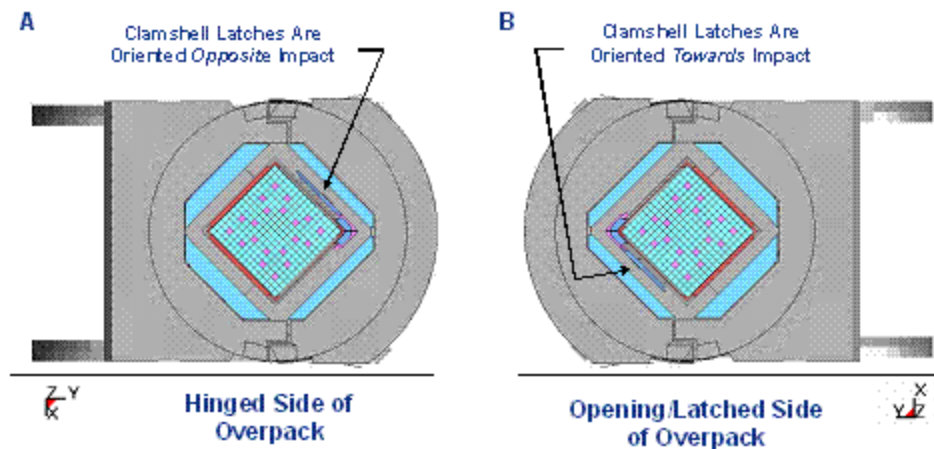 A
Clamshell Latches Are
Oriented Opposite Impact
B
Clamshell Latches Are
Oriented Towards Impact
Z Y
X
Hinged Side of
Overpack
Opening/Latched Side
of Overpack
X
Y Z